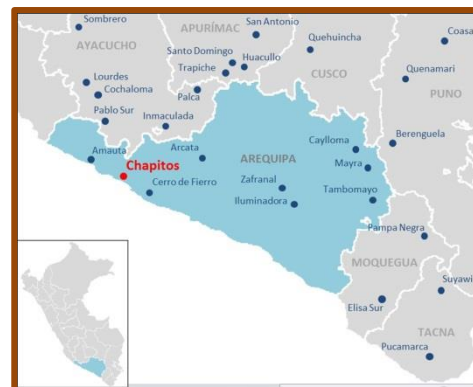 Sombrero
San Antonio
Coasa
APURÍMAC
AYACUCHO
Quehuincha
Santo Domingo
Huacullo
Trapiche
CUSCO
Quenamari
Lourdes
Cochaloma
Palca
PUNO
Pablo Sur
Inmaculada
Berenguela
Amauta
Arcata
AREQUIPA
Caylloma
Chapitos
Mayra
Cerro de Fierro
Zafranal
Tambomayo
Iluminadora
Pampa Negra
MOQUEGUA
Suyawi
Elisa Sur
TACNA
Pucamarca